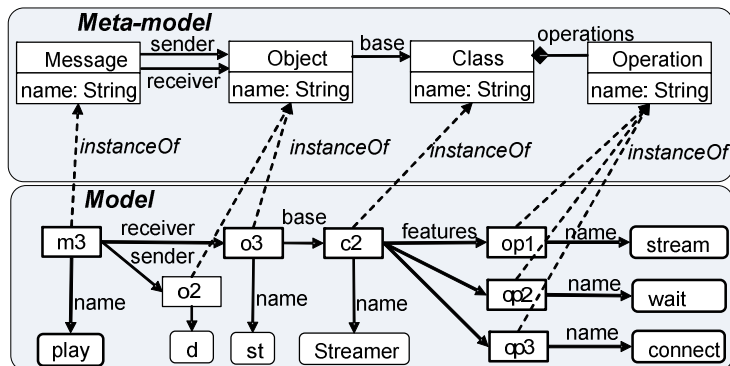 Meta-model
Message
name: String
sender
receiver
Object
name: String
base
Class
name: String
operations
Operation
name: String
instanceOf
instanceOf
instanceOf
instanceOf
Model
m3
receiver
sender
o3
base
c2
features
op1
name
stream
name
o2
name
name
op2
name
wait
play
d
st
Streamer
op3
name
connect